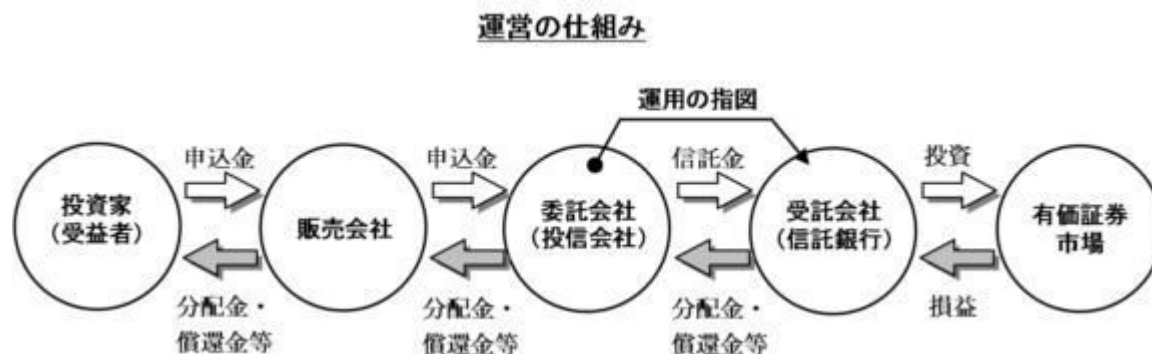 運営の仕組み
運用の指図
申込金
申込金
信託金
投資
投資家
(受益者)
販売会社
委託会社
(投信会社)
受託会社
(信託銀行)
有価証券
市場
分配金・
償還金等
分配金・
償還金等
分配金・
償還金等
損益